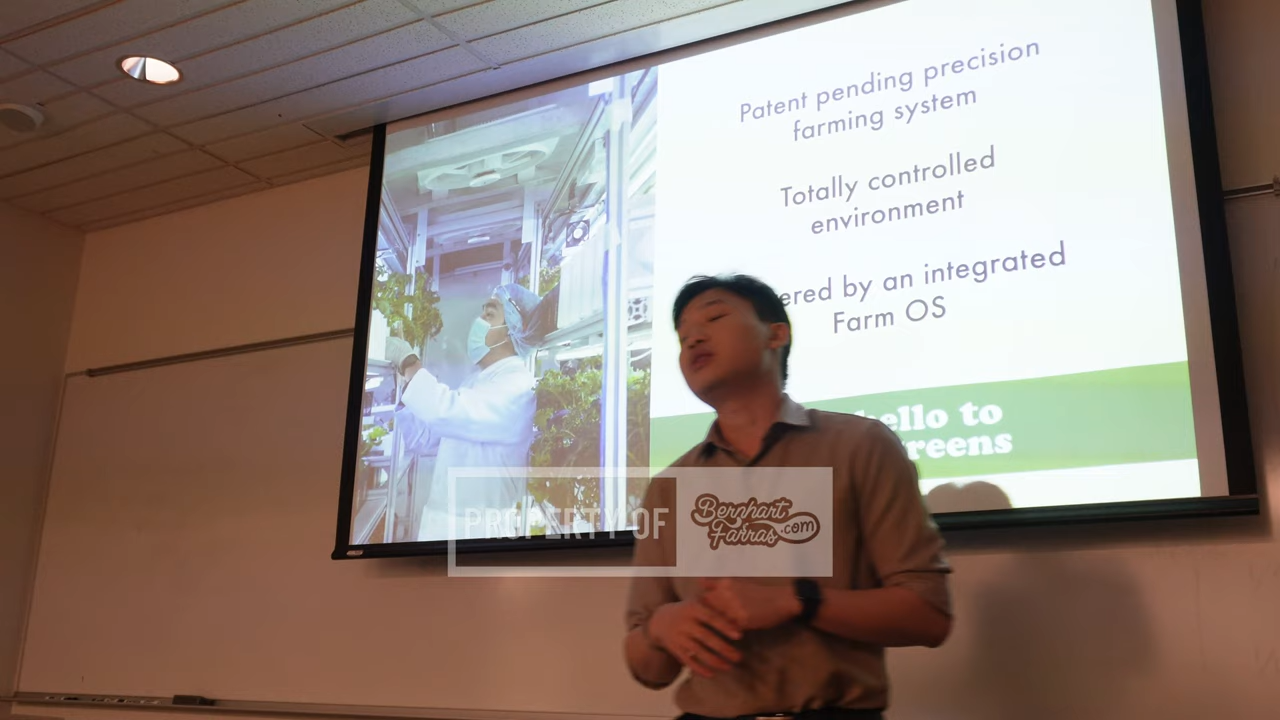 Patent pending precision
farming system
Totally controlled
environment
ered by an integrated
Farm OS
ello to
reens
PROPERTY OF
Bernhart
Farras.com